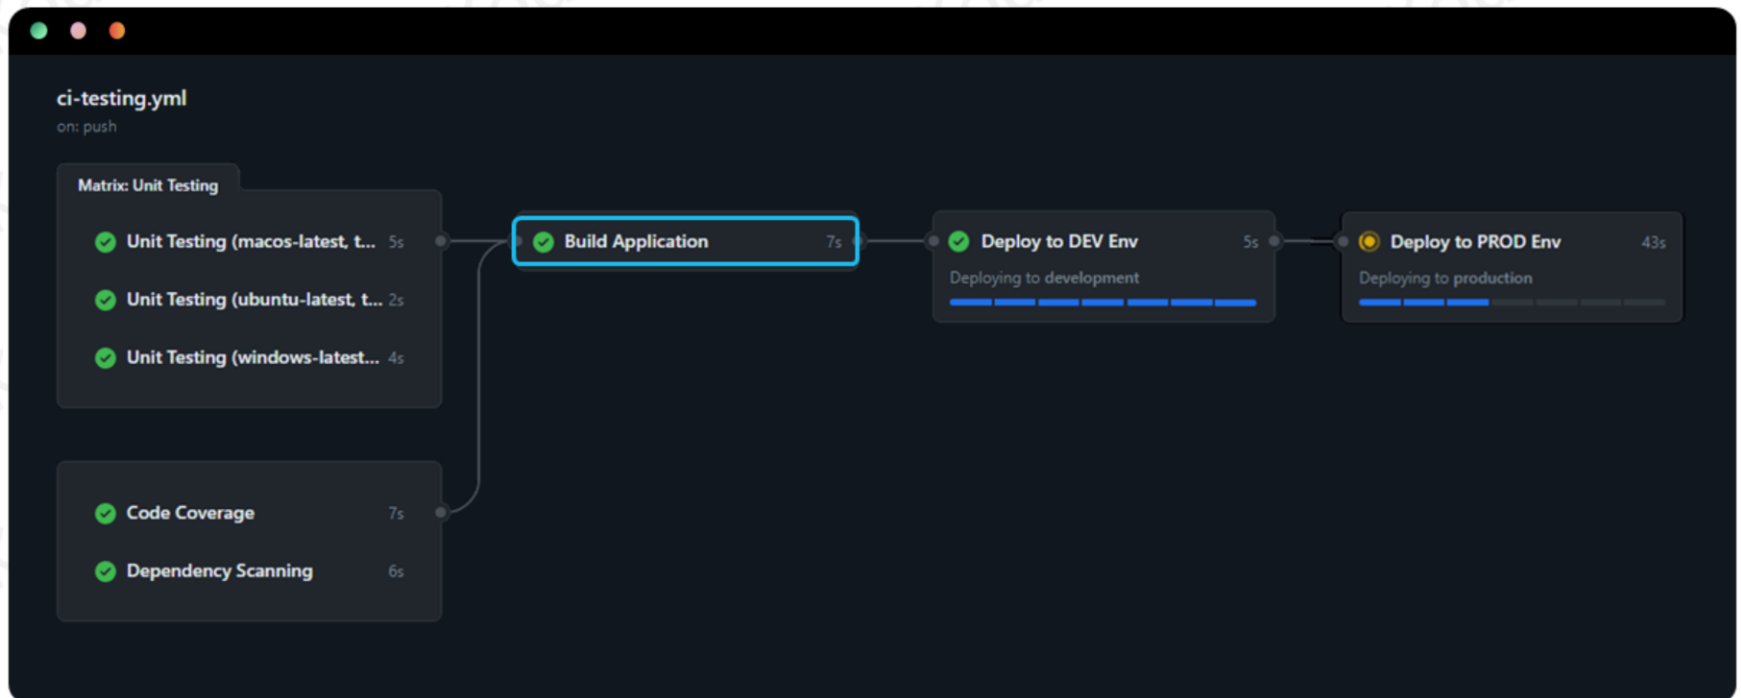 ci-testing.yml
on: push
Matrix: Unit Testing
Unit Testing (macos-latest, t... 5s
Unit Testing (ubuntu-latest, t... 2s
Unit Testing (windows-latest... 4s
Code Coverage 7s
Dependency Scanning 6s
Build Application 7s
Deploy to DEV Env 5s
Deploying to development
Deploy to PROD Env 43s
Deploying to production